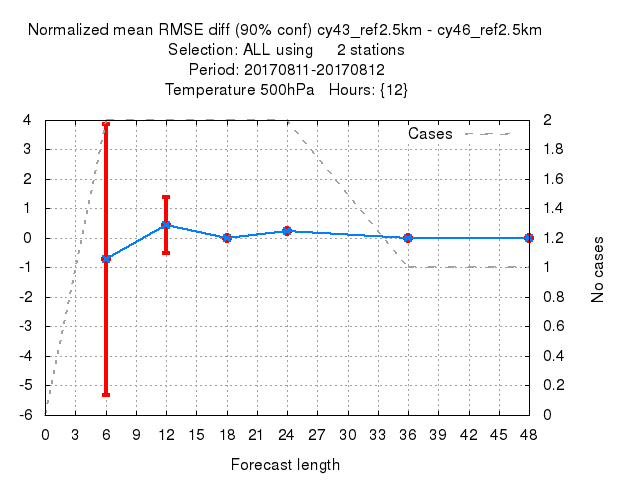 Normalized mean RMSE diff (90% conf) cy43_ref2.5km - cy46_ref2.5km
Selection: ALL using 2 stations
Period: 20170811-20170812
Temperature 500hPa Hours: {12}
Cases
4
3
2
1
0
-1
-2
-3
-4
-5
-6
2
1.8
1.6
1.4
1.2
1
0.8
0.6
0.4
0.2
0
No cases
0 3 6 9 12 15 18 21 24 27 30 33 36 39 42 45 48
Forecast length